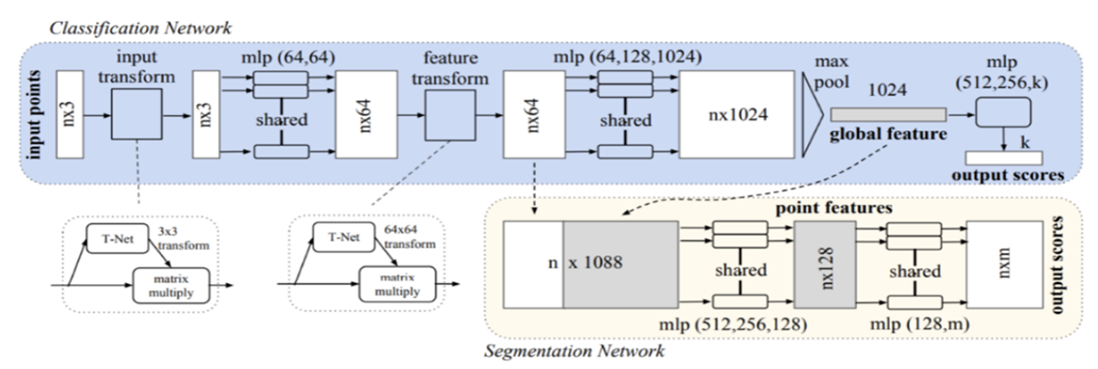 Classification Network
input points
nx3
input
transform
nx3
mlp (64,64)
shared
nx64
feature
transform
nx64
mlp (64,128,1024)
shared
nx1024
max
pool
1024
global feature
mlp
(512,256,k)
k
output scores
T-Net
3x3
transform
matrix
multiply
T-Net
64x64
transform
matrix
multiply
point features
n x 1088
shared
mlp (512,256,128)
nx128
shared
mlp (128,m)
nxm
output scores
Segmentation Network